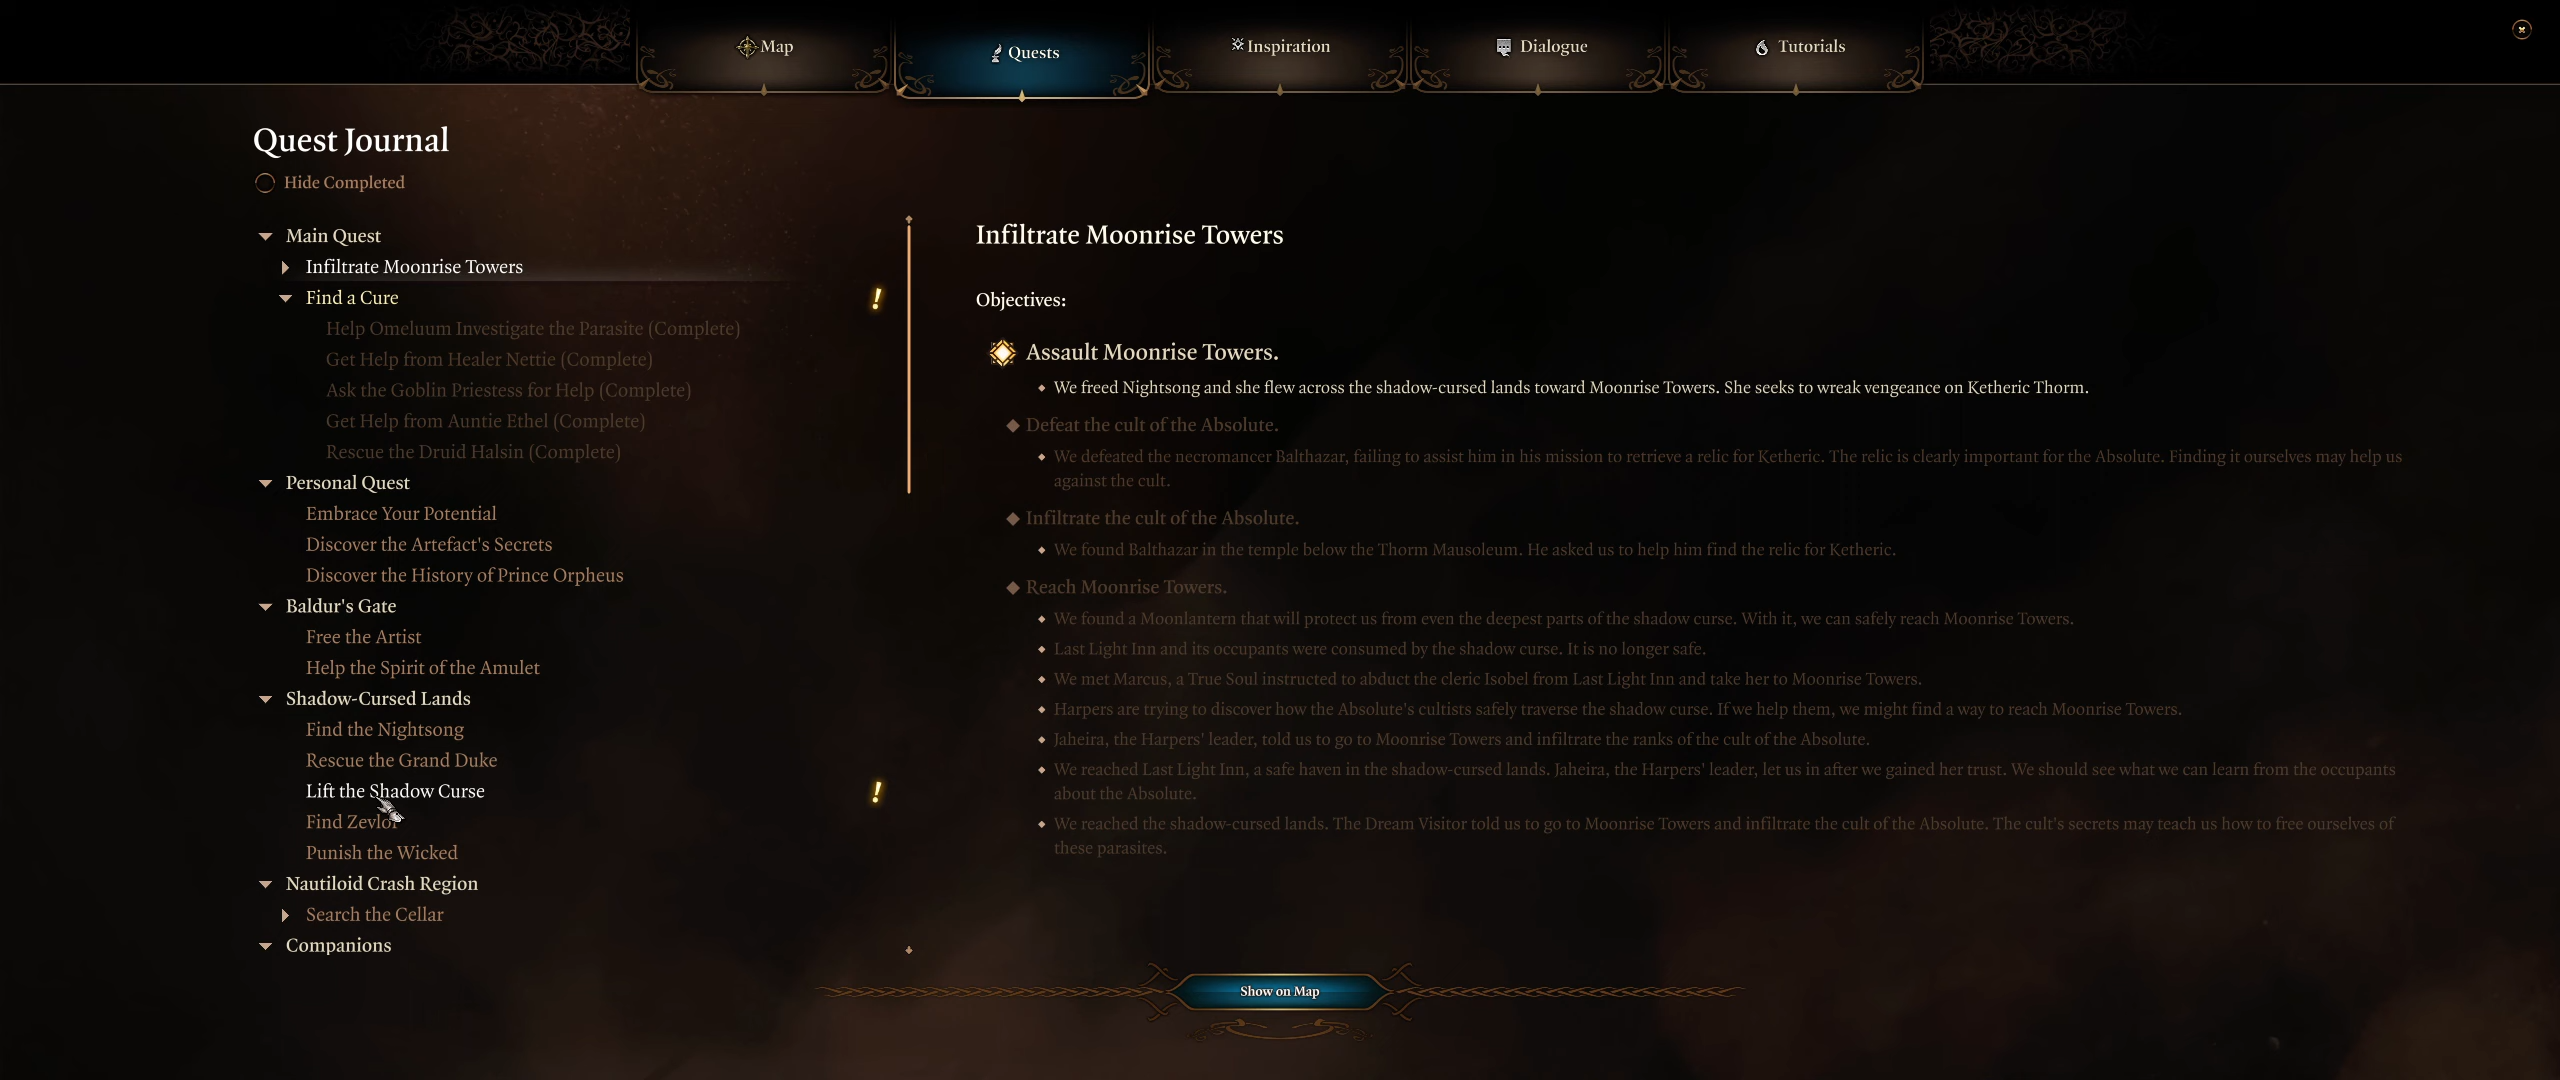 Map
Quests
Inspiration
Dialogue
Tutorials
Quest Journal
Hide Completed
Main Quest
Infiltrate Moonrise Towers
Find a Cure
Help Omeluum Investigate the Parasite (Complete)
Get Help from Healer Nettie (Complete)
Ask the Goblin Priestess for Help (Complete)
Get Help from Auntie Ethel (Complete)
Rescue the Druid Halsin (Complete)
Personal Quest
Embrace Your Potential
Discover the Artefact's Secrets
Discover the History of Prince Orpheus
Baldur's Gate
Free the Artist
Help the Spirit of the Amulet
Shadow-Cursed Lands
Find the Nightsong
Rescue the Grand Duke
Lift the Shadow Curse
Find Zevlor
Punish the Wicked
Nautiloid Crash Region
Search the Cellar
Companions
Infiltrate Moonrise Towers
Objectives:
Assault Moonrise Towers.
We freed Nightsong and she flew across the shadow-cursed lands toward Moonrise Towers. She seeks to wreak vengeance on Ketheric Thorm.
Defeat the cult of the Absolute.
We defeated the necromancer Balthazar, failing to assist him in his mission to retrieve a relic for Ketheric. The relic is clearly important for the Absolute. Finding it ourselves may help us
against the cult.
Infiltrate the cult of the Absolute.
We found Balthazar in the temple below the Thorm Mausoleum. He asked us to help him find the relic for Ketheric.
Reach Moonrise Towers.
We found a Moonlantern that will protect us from even the deepest parts of the shadow curse. With it, we can safely reach Moonrise Towers.
Last Light Inn and its occupants were consumed by the shadow curse. It is no longer safe.
We met Marcus, a True Soul instructed to abduct the cleric Isobel from Last Light Inn and take her to Moonrise Towers.
Harpers are trying to discover how the Absolute's cultists safely traverse the shadow curse. If we help them, we might find a way to reach Moonrise Towers.
Jaheira, the Harpers' leader, told us to go to Moonrise Towers and infiltrate the ranks of the cult of the Absolute.
We reached Last Light Inn, a safe haven in the shadow-cursed lands. Jaheira, the Harpers' leader, let us in after we gained her trust. We should see what we can learn from the occupants
about the Absolute.
We reached the shadow-cursed lands. The Dream Visitor told us to go to Moonrise Towers and infiltrate the cult of the Absolute. The cult's secrets may teach us how to free ourselves of
these parasites.
Show on Map